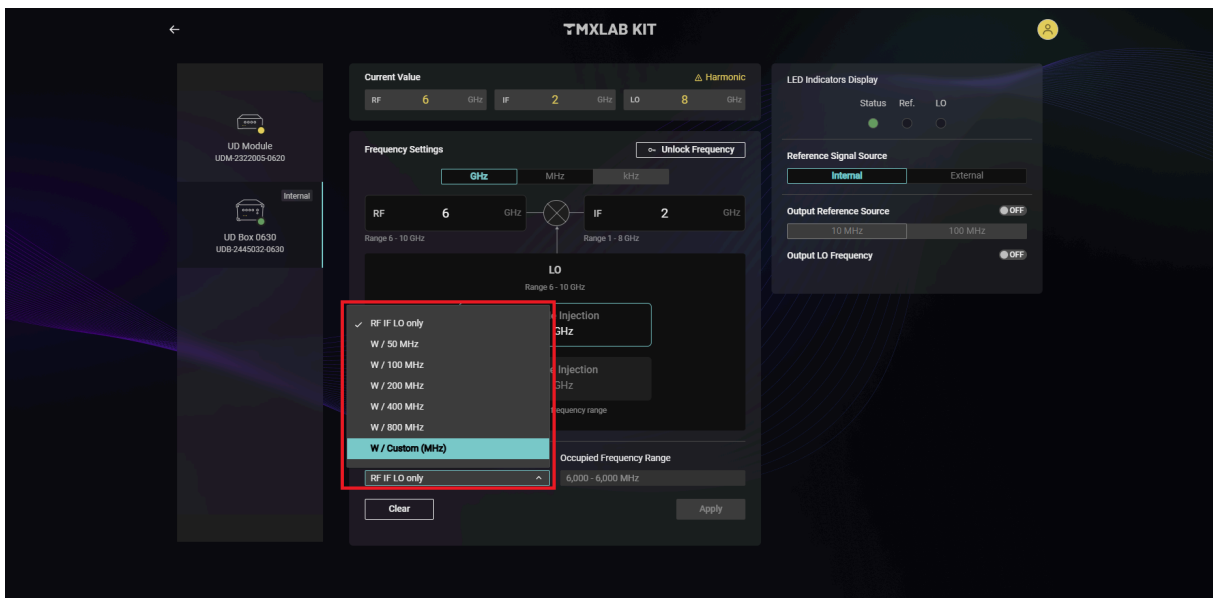 TMXLAB KIT
UD Module
UDM-2322005-0620
Internal
UD Box 0630
UDB-2445032-0630
Current Value
Harmonic
RF 6 GHz IF 2 GHz LO 8 GHz
Frequency Settings
Unlock Frequency
GHz MHz kHz
RF 6 GHz IF 2 GHz
Range 6 - 10 GHz Range 1 - 8 GHz
LO
Range 6 - 10 GHz
Injection
GHz
Injection
GHz
frequency range
RF IF LO only
W / 50 MHz
W / 100 MHz
W / 200 MHz
W / 400 MHz
W / 800 MHz
W / Custom (MHz)
Occupied Frequency Range
RF IF LO only 6,000 - 6,000 MHz
Clear Apply
LED Indicators Display
Status Ref. LO
Reference Signal Source
Internal External
Output Reference Source OFF
10 MHz 100 MHz
Output LO Frequency OFF